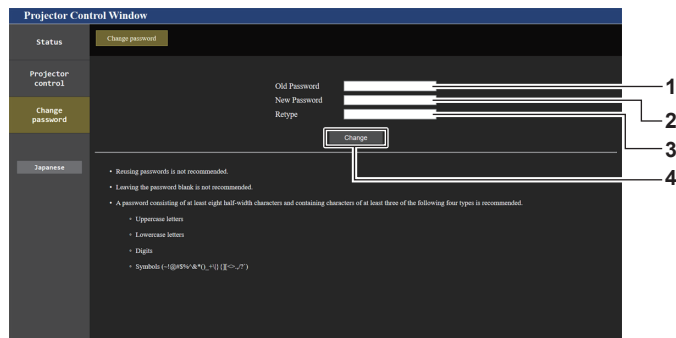 Projector Control Window
Status
Change password
Projector
control
Change
password
Japanese
Old Password
New Password
Retype
Change
1
2
3
4
• Reusing passwords is not recommended.
• Leaving the password blank is not recommended.
• A password consisting of at least eight half-width characters and containing characters of at least three of the following four types is recommended.
Uppercase letters
Lowercase letters
Digits
Symbols